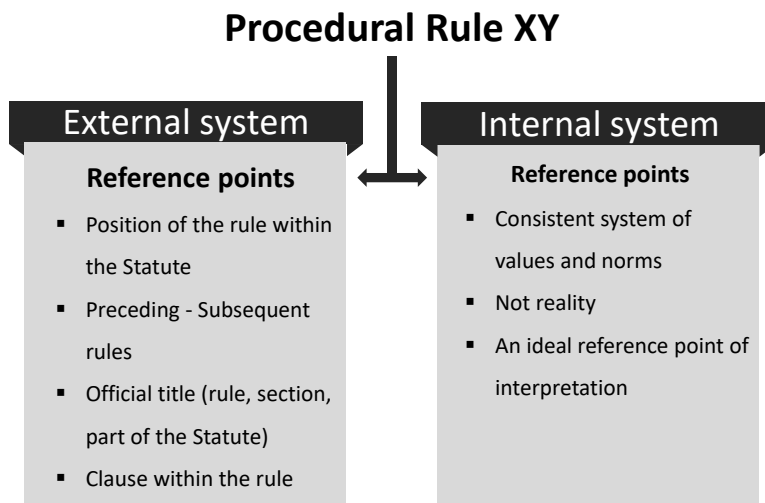 Procedural Rule XY
External system
Reference points
▪ Position of the rule within
the Statute
▪ Preceding - Subsequent
rules
▪ Official title (rule, section,
part of the Statute)
▪ Clause within the rule
Internal system
Reference points
▪ Consistent system of
values and norms
▪ Not reality
▪ An ideal reference point of
interpretation